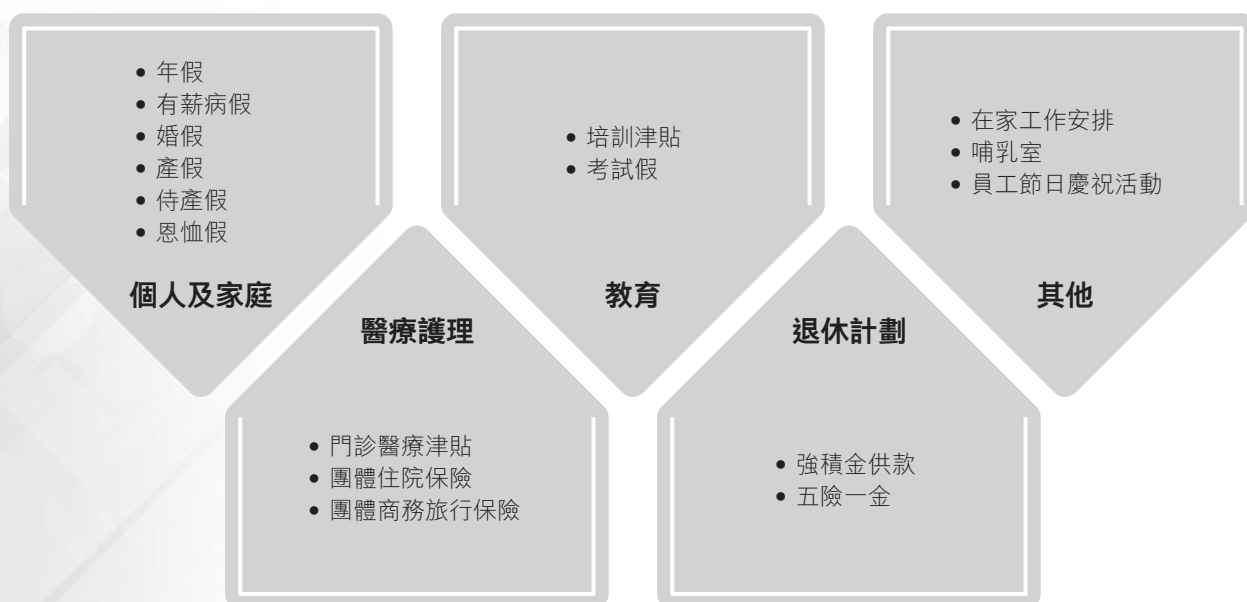 • 年假
• 有薪病假
• 婚假
• 產假
• 侍產假
• 恩恤假
個人及家庭
• 門診醫療津貼
• 團體住院保險
• 團體商務旅行保險
醫療護理
• 培訓津貼
• 考試假
教育
• 強積金供款
• 五險一金
退休計劃
• 在家工作安排
• 哺乳室
• 員工節日慶祝活動
其他